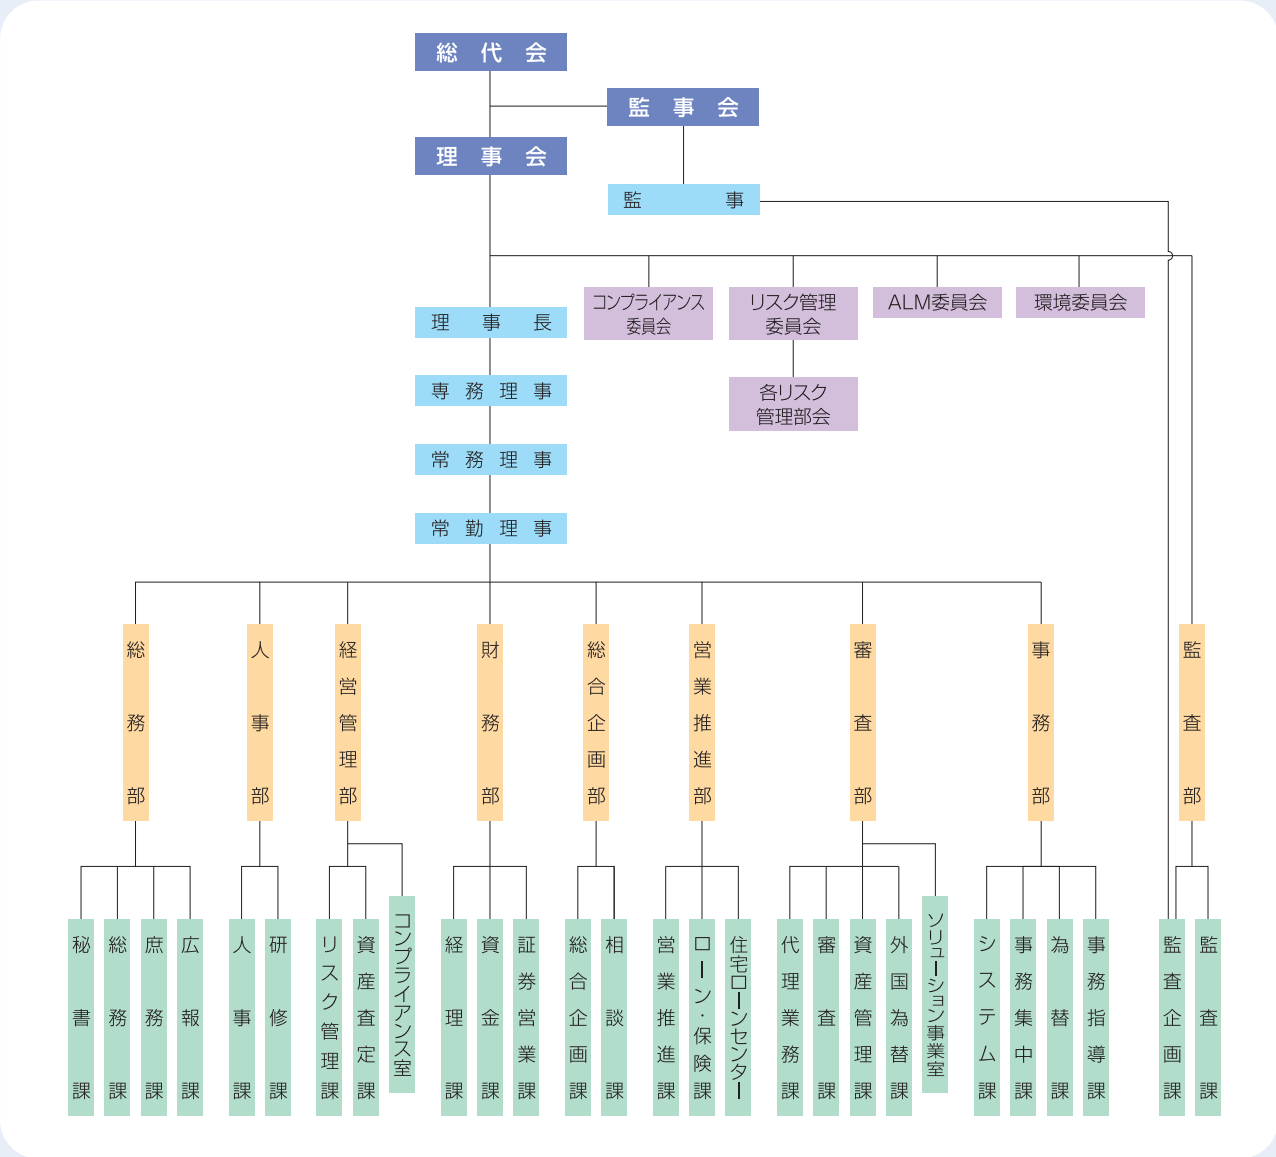 総代会
監事会
理事会
監事
コンプライアンス
委員会
リスク管理
委員会
ALM委員会
環境委員会
理事長
専務理事
各リスク
管理部会
常務理事
常勤理事
総務部
人事部
経営管理部
財務部
総合企画部
営業推進部
審査部
事務部
監査部
秘書課
総務課
庶務課
広報課
人事課
研修課
リスク管理課
資産査定課
コンプライアンス室
経理課
資金課
証券営業課
総合企画課
相談課
営業推進課
ローン・保険課
住宅ローンセンター
代理業務課
審査課
資産管理課
外国為替課
ソリューション事業室
システム課
事務集中課
為替課
事務指導課
監査企画課
監査課